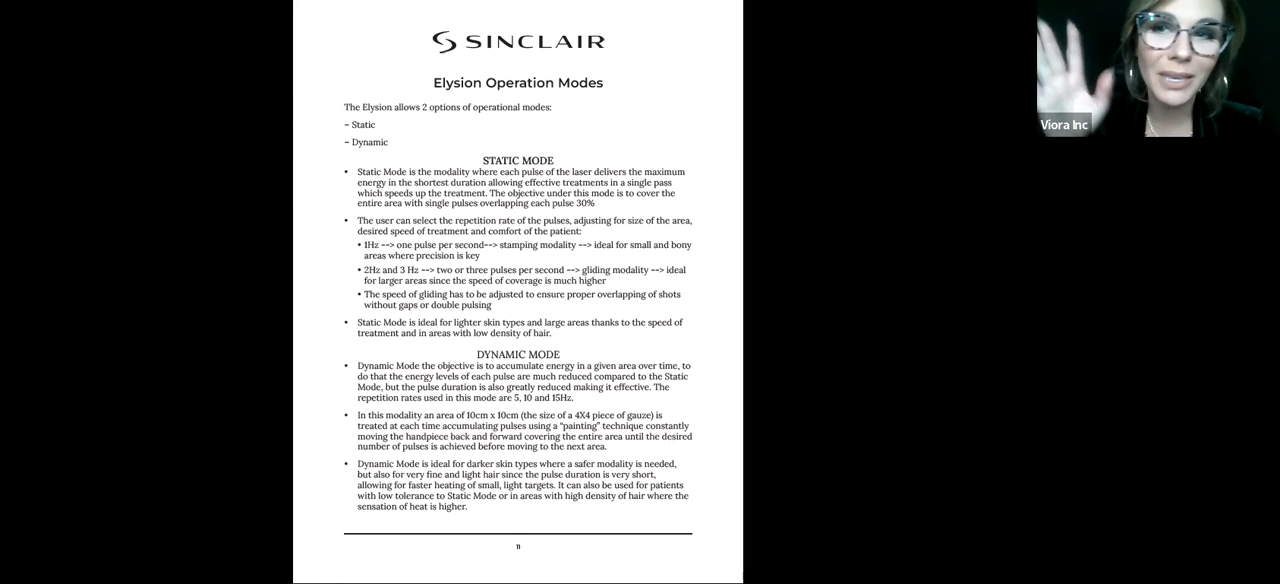 SINCLAIR
Elysion Operation Modes
The Elysion allows 2 options of operational modes:
– Static
– Dynamic
STATIC MODE
• Static Mode is the modality where each pulse of the laser delivers the maximum
energy in the shortest duration allowing effective treatments in a single pass
which speeds up the treatment. The objective under this mode is to cover the
entire area with single pulses overlapping each pulse 30%
• The user can select the repetition rate of the pulses, adjusting for size of the area,
desired speed of treatment and comfort of the patient:
• 1Hz --> one pulse per second--> stamping modality --> ideal for small and bony
areas where precision is key
• 2Hz and 3 Hz --> two or three pulses per second --> gliding modality --> ideal
for larger areas since the speed of coverage is much higher
• The speed of gliding has to be adjusted to ensure proper overlapping of shots
without gaps or double pulsing
• Static Mode is ideal for lighter skin types and large areas thanks to the speed of
treatment and in areas with low density of hair.
DYNAMIC MODE
• Dynamic Mode the objective is to accumulate energy in a given area over time, to
do that the energy levels of each pulse are much reduced compared to the Static
Mode, but the pulse duration is also greatly reduced making it effective. The
repetition rates used in this mode are 5, 10 and 15Hz.
• In this modality an area of 10cm x 10cm (the size of a 4X4 piece of gauze) is
treated at each time accumulating pulses using a “painting” technique constantly
moving the handpiece back and forward covering the entire area until the desired
number of pulses is achieved before moving to the next area.
• Dynamic Mode is ideal for darker skin types where a safer modality is needed,
but also for very fine and light hair since the pulse duration is very short,
allowing for faster heating of small, light targets. It can also be used for patients
with low tolerance to Static Mode or in areas with high density of hair where the
sensation of heat is higher.
11
Viora Inc